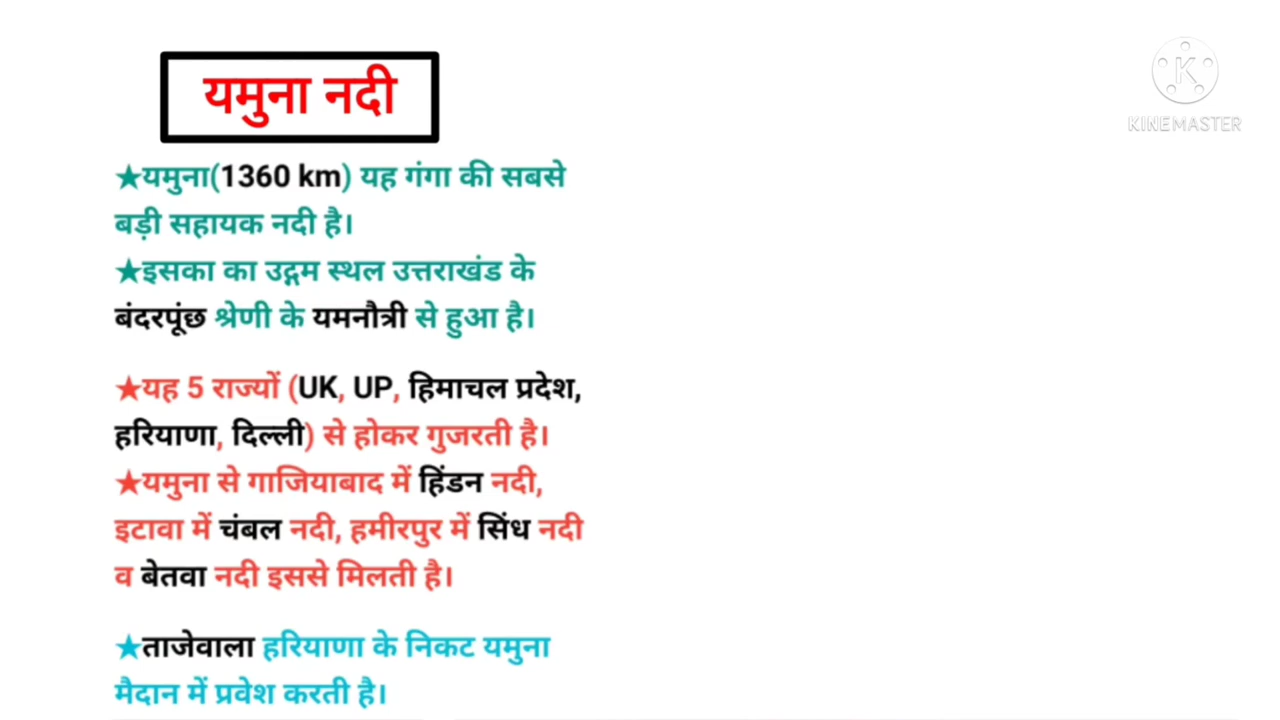 यमुना नदी
KINEMASTER
★यमुना(1360 km) यह गंगा की सबसे
बड़ी सहायक नदी है।
★इसका का उद्गम स्थल उत्तराखंड के
बंदरपूंछ श्रेणी के यमनौत्री से हुआ है।
★यह 5 राज्यों (UK, UP, हिमाचल प्रदेश,
हरियाणा, दिल्ली) से होकर गुजरती है।
★यमुना से गाजियाबाद में हिंडन नदी,
इटावा में चंबल नदी, हमीरपुर में सिंध नदी
व बेतवा नदी इससे मिलती है।
★ताजेवाला हरियाणा के निकट यमुना
मैदान में प्रवेश करती है।